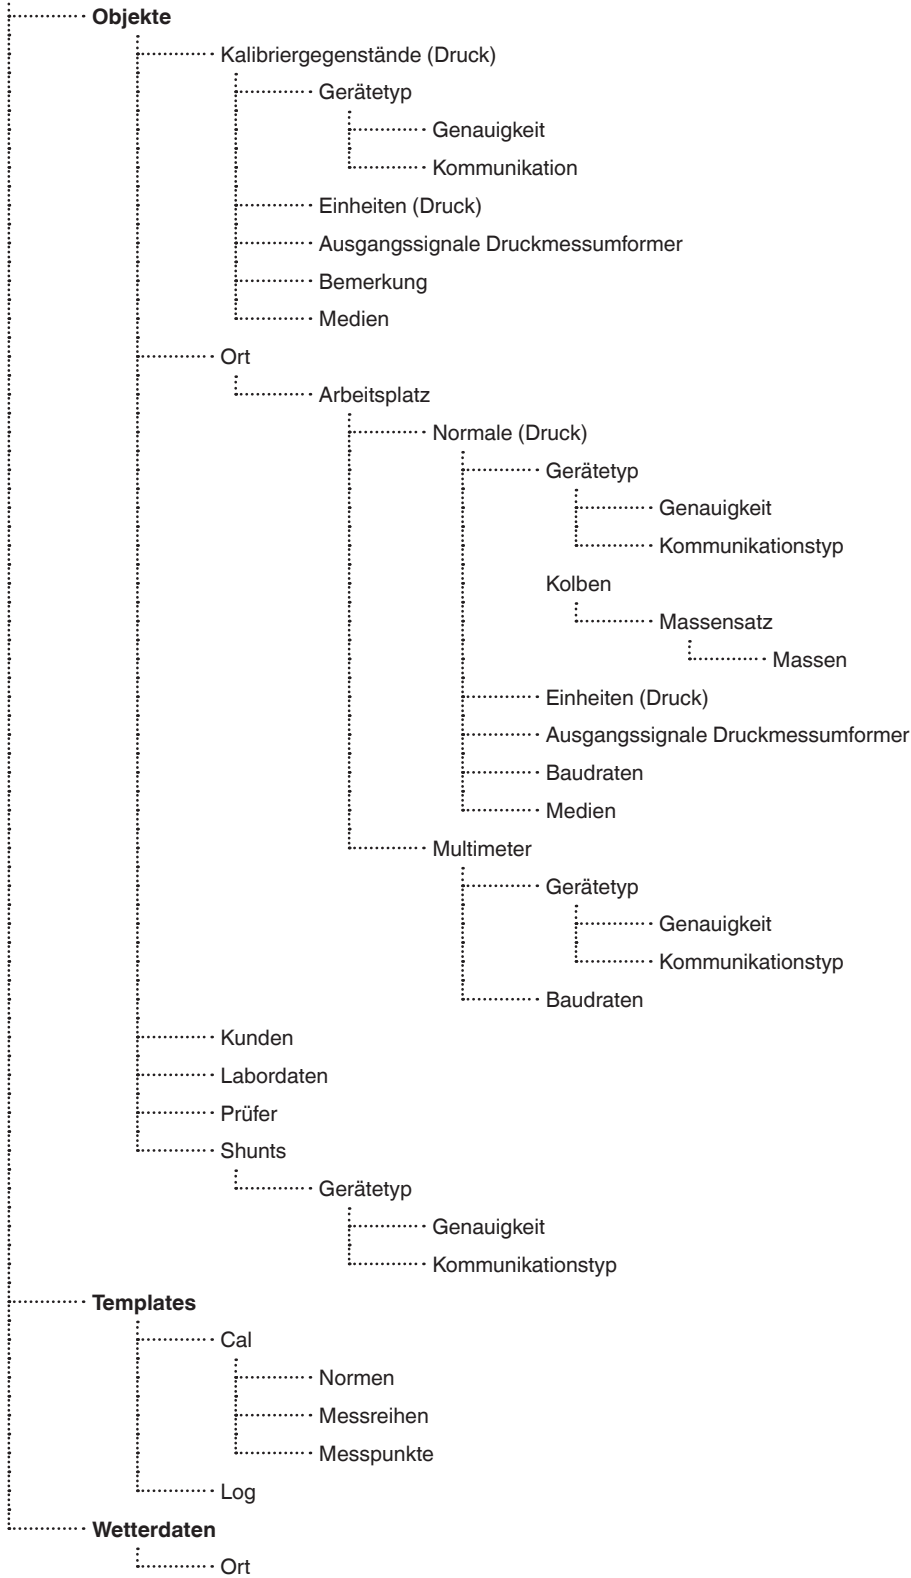 Objekte
Kalibriergegenstände (Druck)
Gerätetyp
Genauigkeit
Kommunikation
Einheiten (Druck)
Ausgangssignale Druckmessumformer
Bemerkung
Medien
Ort
Arbeitsplatz
Normale (Druck)
Gerätetyp
Genauigkeit
Kommunikationstyp
Kolben
Massensatz
Massen
Einheiten (Druck)
Ausgangssignale Druckmessumformer
Baudraten
Medien
Multimeter
Gerätetyp
Genauigkeit
Kommunikationstyp
Baudraten
Kunden
Labordaten
Prüfer
Shunts
Gerätetyp
Genauigkeit
Kommunikationstyp
Templates
Cal
Normen
Messreihen
Messpunkte
Log
Wetterdaten
Ort